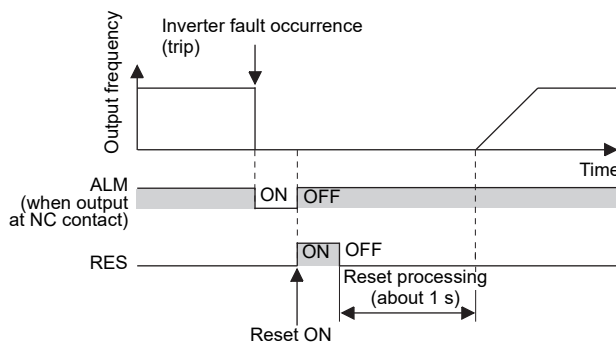 Inverter fault occurrence
(trip)
Output frequency
Time
ALM
(when output
at NC contact)
ON
OFF
RES
ON
OFF
Reset processing
(about 1 s)
Reset ON